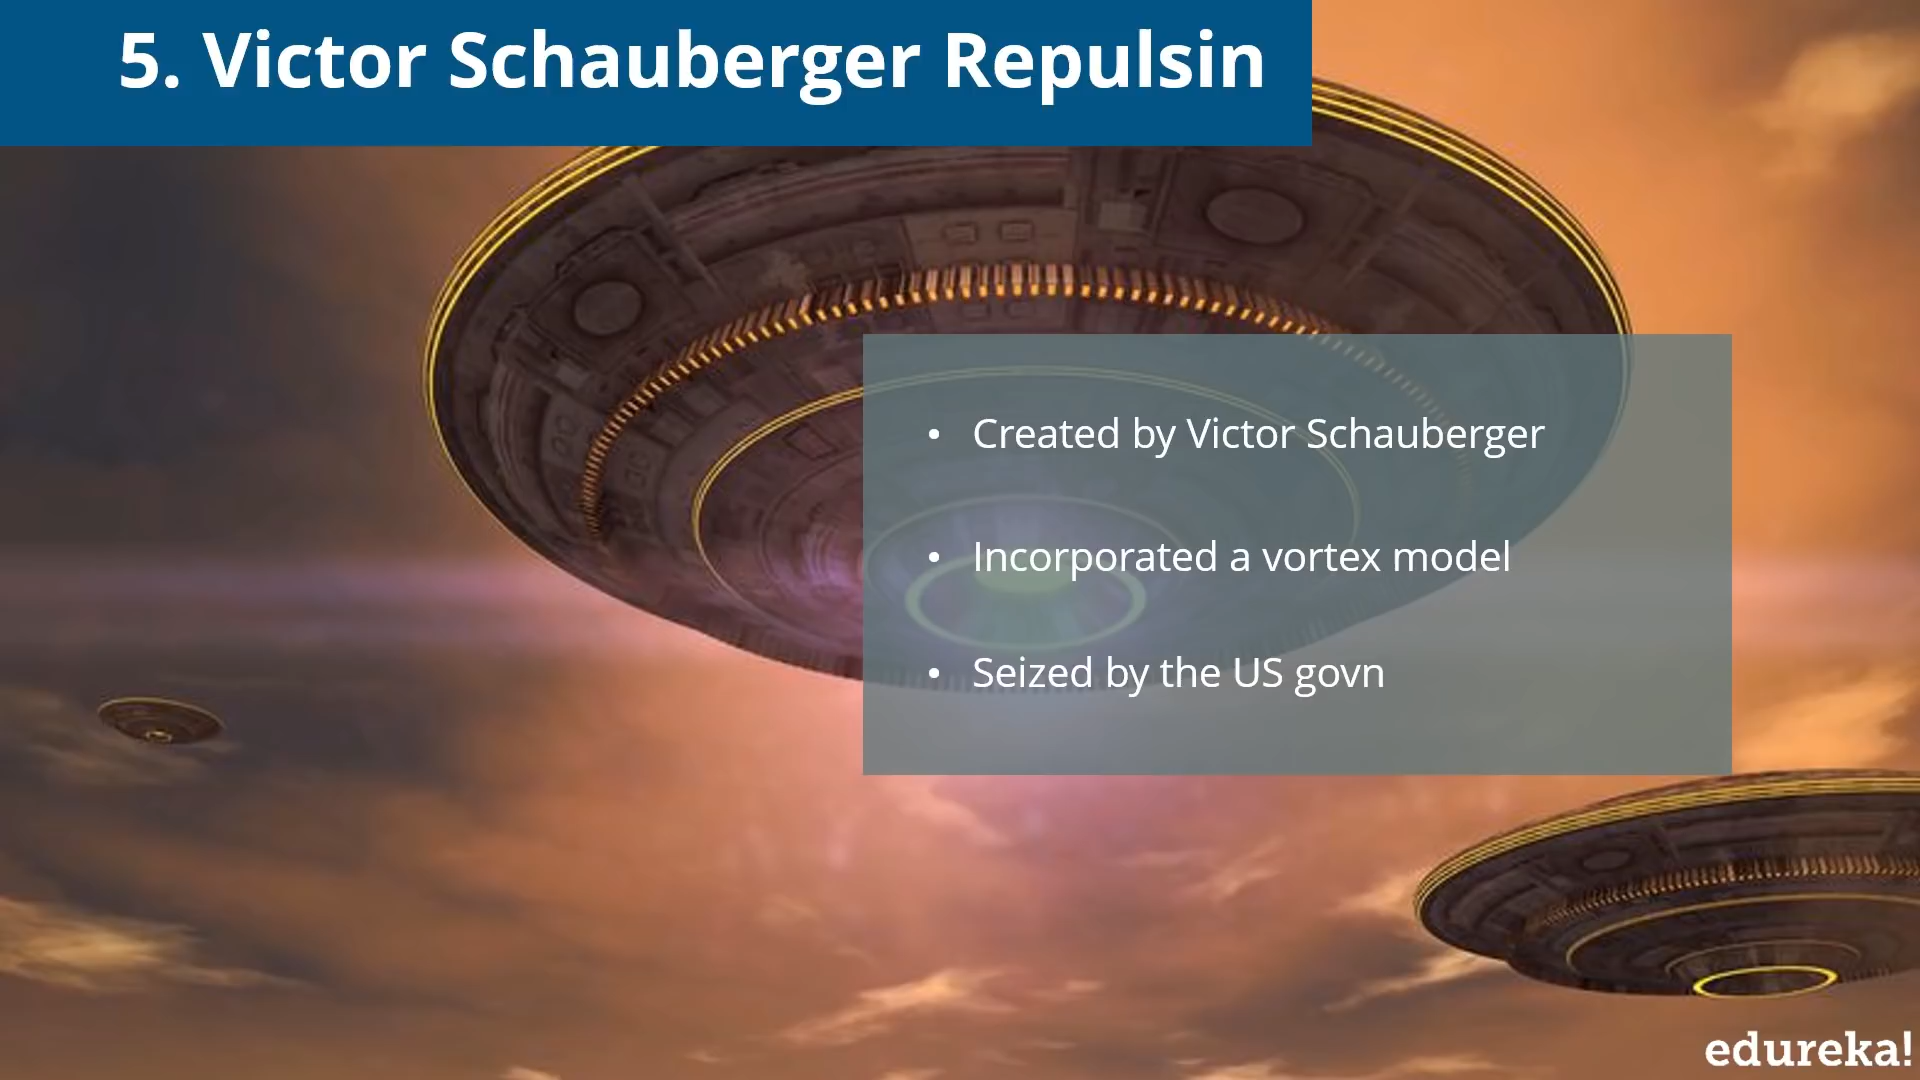 5. Victor Schauberger Repulsin
• Created by Victor Schauberger
• Incorporated a vortex model
• Seized by the US govn
edureka!